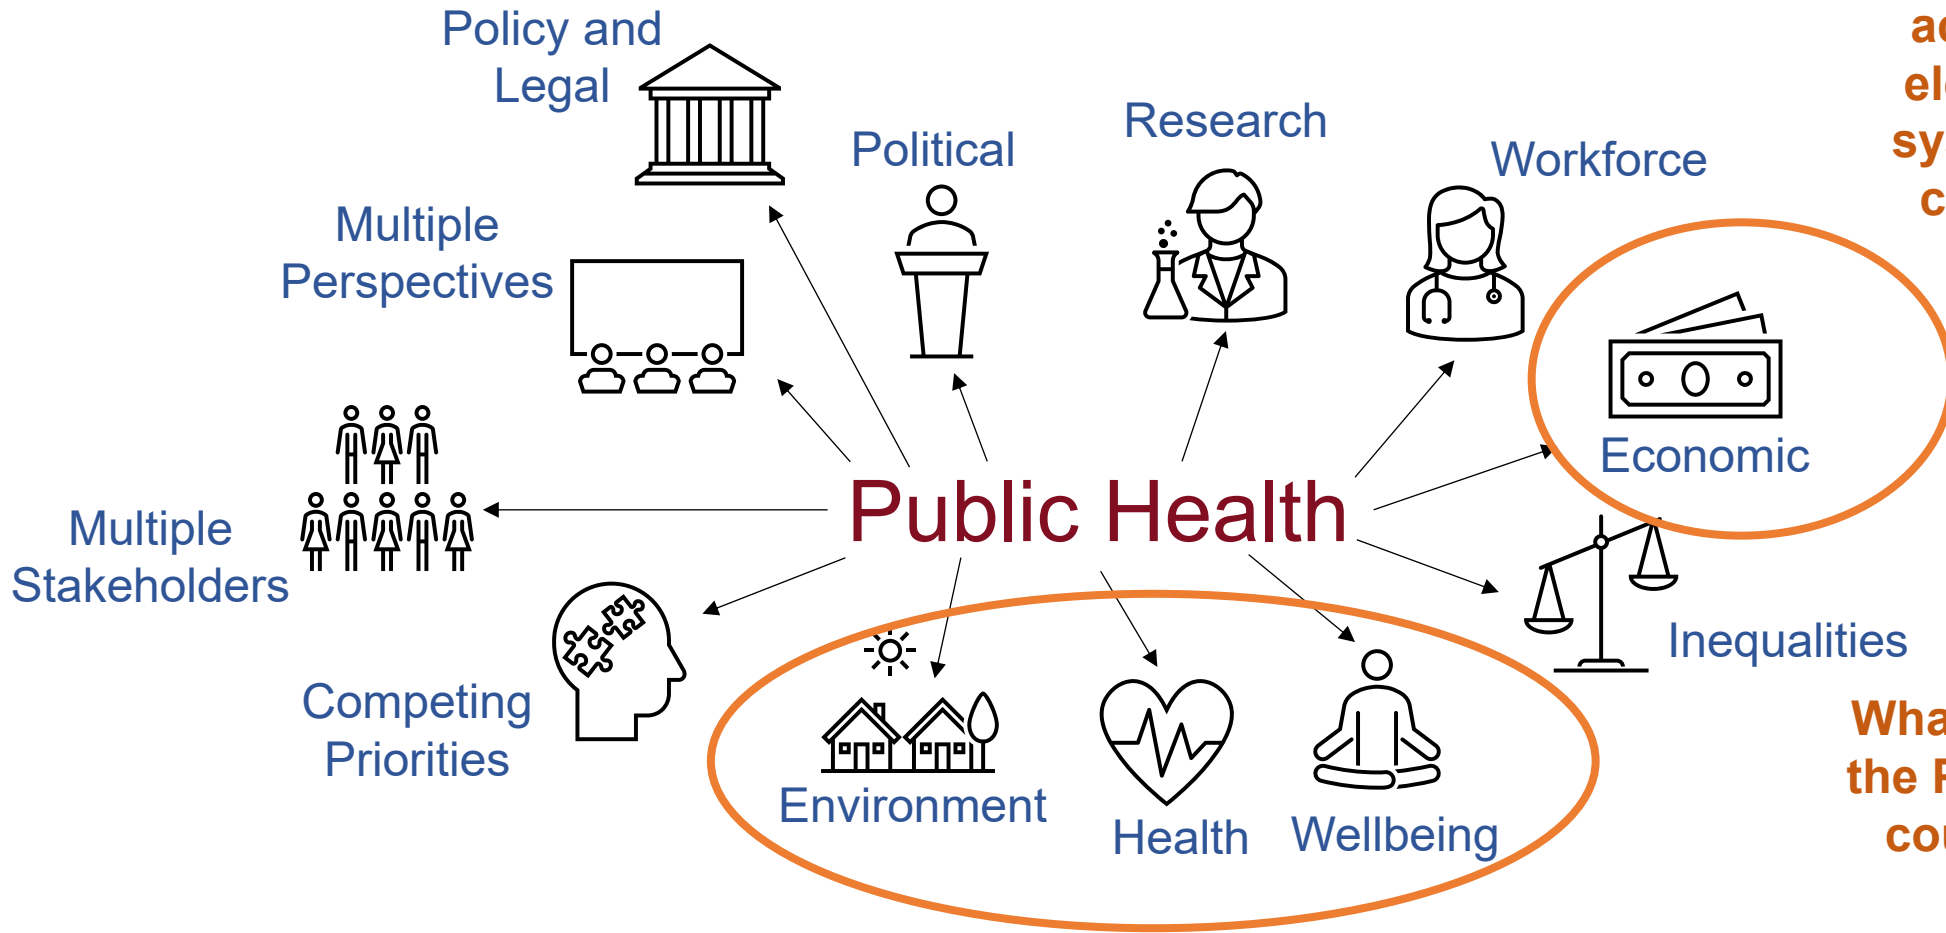 Policy and
Legal
Political
Research
Workforce
Multiple
Perspectives
Economic
Public Health
Multiple
Stakeholders
Inequalities
Competing
Priorities
Environment
Health
Wellbeing
the